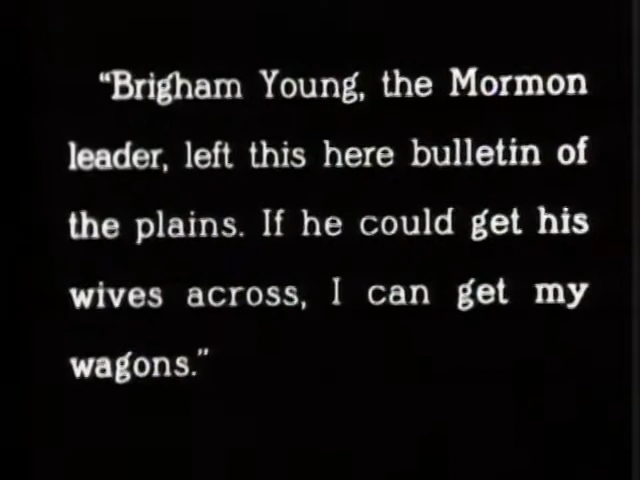 “Brigham Young, the Mormon
leader, left this here bulletin of
the plains. If he could get his
wives across, I can get my
wagons.”